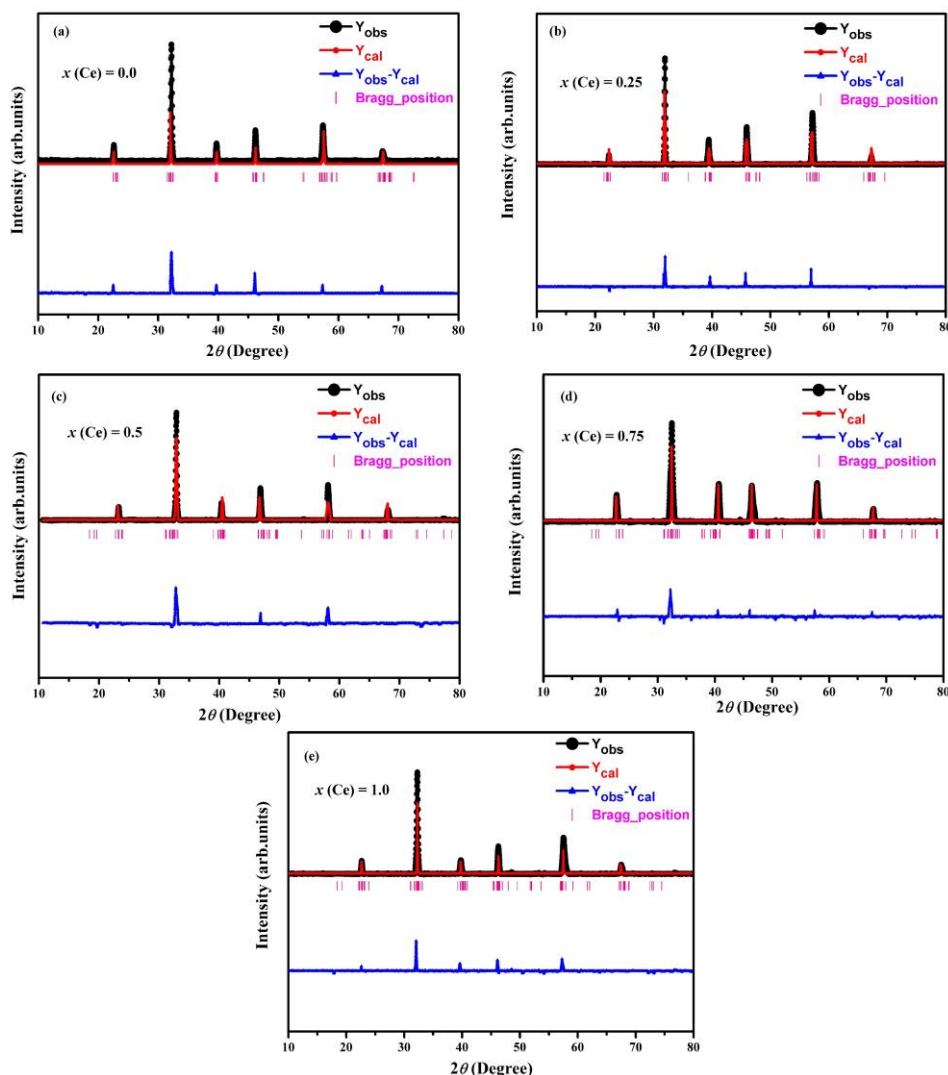 (a)
x (Ce) = 0.0
Yobs
Ycal
Yobs-Ycal
Bragg_position
Intensity (arb.units)
10 20 30 40 50 60 70 80
2θ (Degree)
(b)
x (Ce) = 0.25
Yobs
Ycal
Yobs-Ycal
Bragg_position
Intensity (arb.units)
10 20 30 40 50 60 70 80
2θ (Degree)
(c)
x (Ce) = 0.5
Yobs
Ycal
Yobs-Ycal
Bragg_position
Intensity (arb.units)
10 20 30 40 50 60 70 80
2θ (Degree)
(d)
x (Ce) = 0.75
Yobs
Ycal
Yobs-Ycal
Bragg_position
Intensity (arb.units)
10 20 30 40 50 60 70 80
2θ (Degree)
(e)
x (Ce) = 1.0
Yobs
Ycal
Yobs-Ycal
Bragg_position
Intensity (arb.units)
10 20 30 40 50 60 70 80
2θ (Degree)